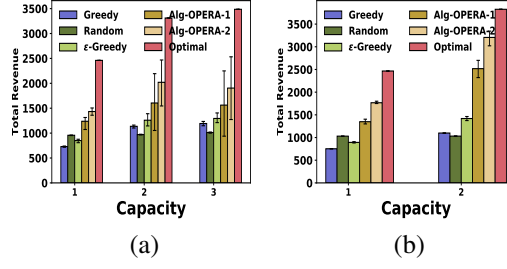 Greedy
Random
ε-Greedy
Alg-OPERA-1
Alg-OPERA-2
Optimal
Total Revenue
3500
3000
2500
2000
1500
1000
500
0
1 2 3
Capacity
(a)
Greedy
Random
ε-Greedy
Alg-OPERA-1
Alg-OPERA-2
Optimal
Total Revenue
3500
3000
2500
2000
1500
1000
500
0
1 2
Capacity
(b)